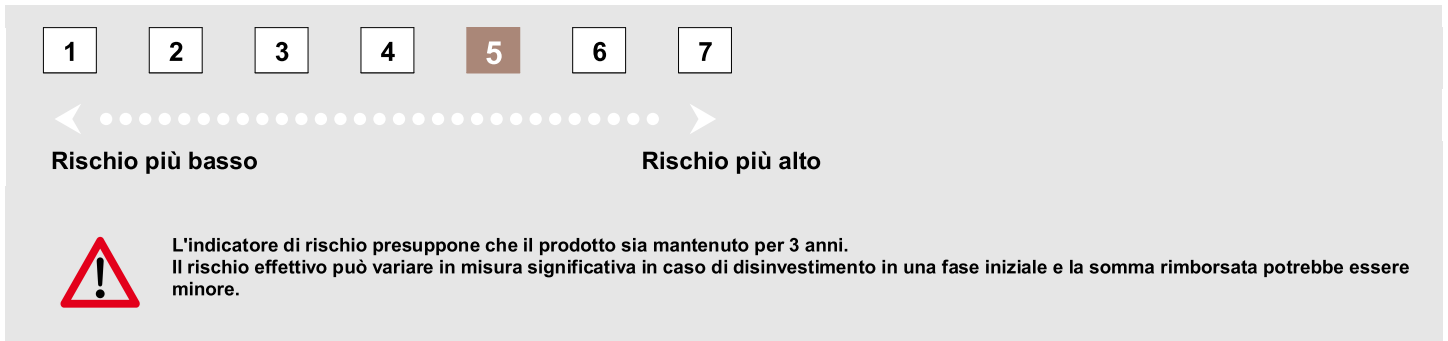 1 2 3 4 5 6 7
Rischio più basso Rischio più alto
L'indicatore di rischio presuppone che il prodotto sia mantenuto per 3 anni.
Il rischio effettivo può variare in misura significativa in caso di disinvestimento in una fase iniziale e la somma rimborsata potrebbe essere
minore.